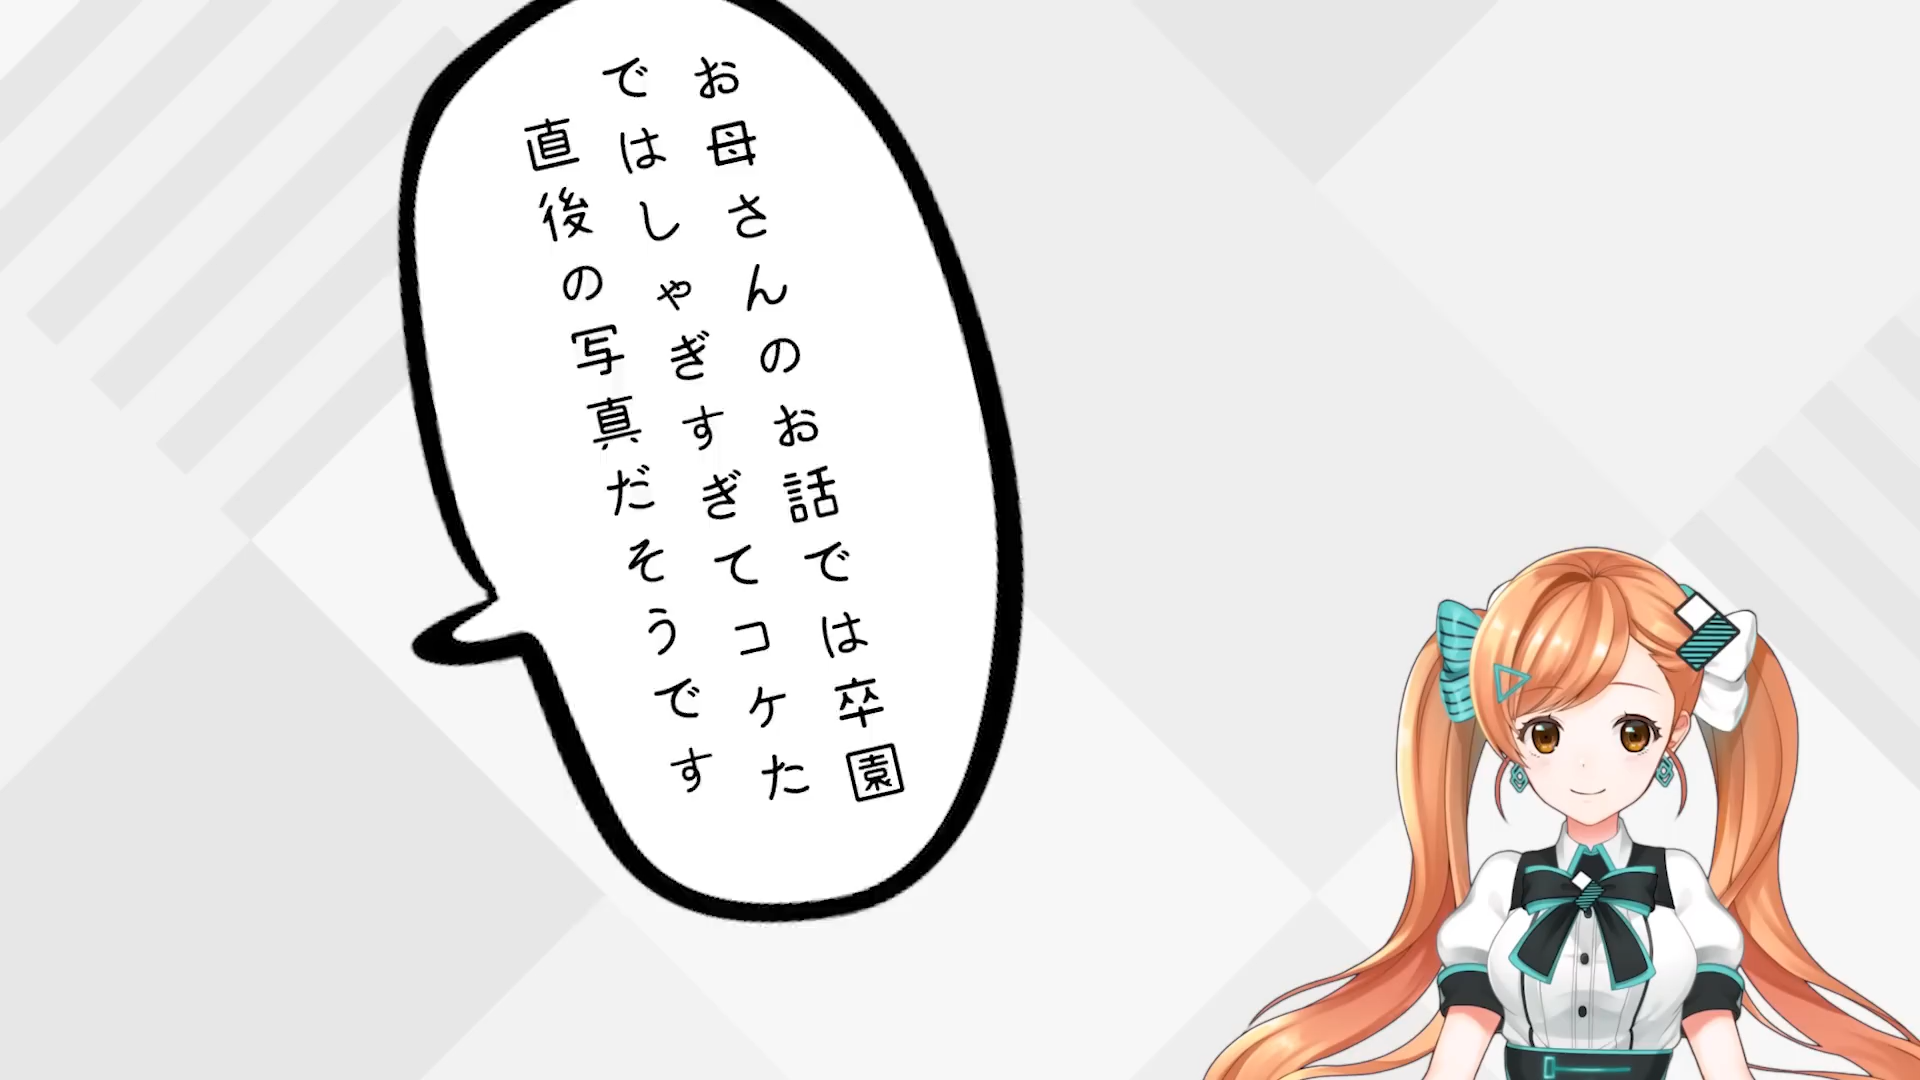 お母さんのお話では卒園
ではしゃぎすぎてコケた
直後の写真だそうです